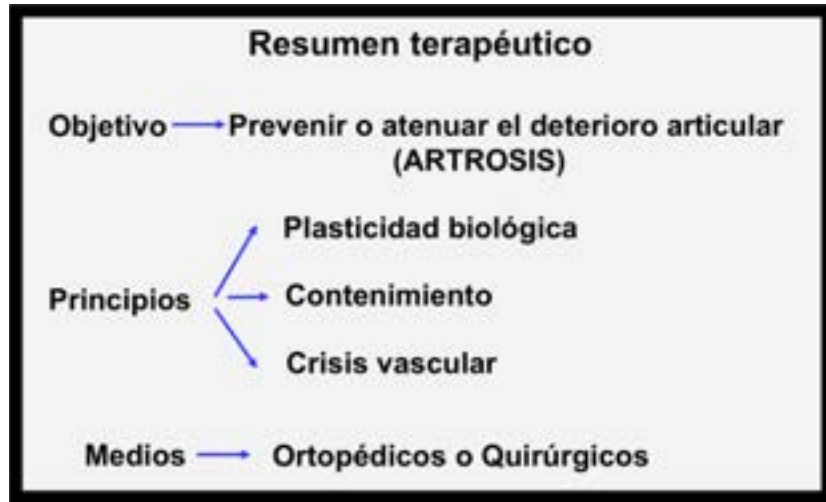 Resumen terapéutico
Objetivo Prevenir o atenuar el deterioro articular
(ARTROSIS)
Plasticidad biológica
Principios Contenimiento
Crisis vascular
Medios Ortopédicos o Quirúrgicos